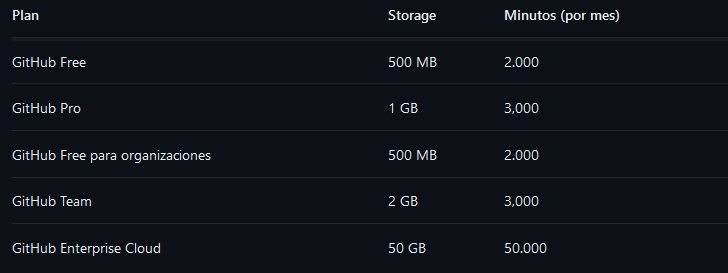 Plan Storage Minutos (por mes)
GitHub Free 500 MB 2.000
GitHub Pro 1 GB 3,000
GitHub Free para organizaciones 500 MB 2.000
GitHub Team 2 GB 3,000
GitHub Enterprise Cloud 50 GB 50.000